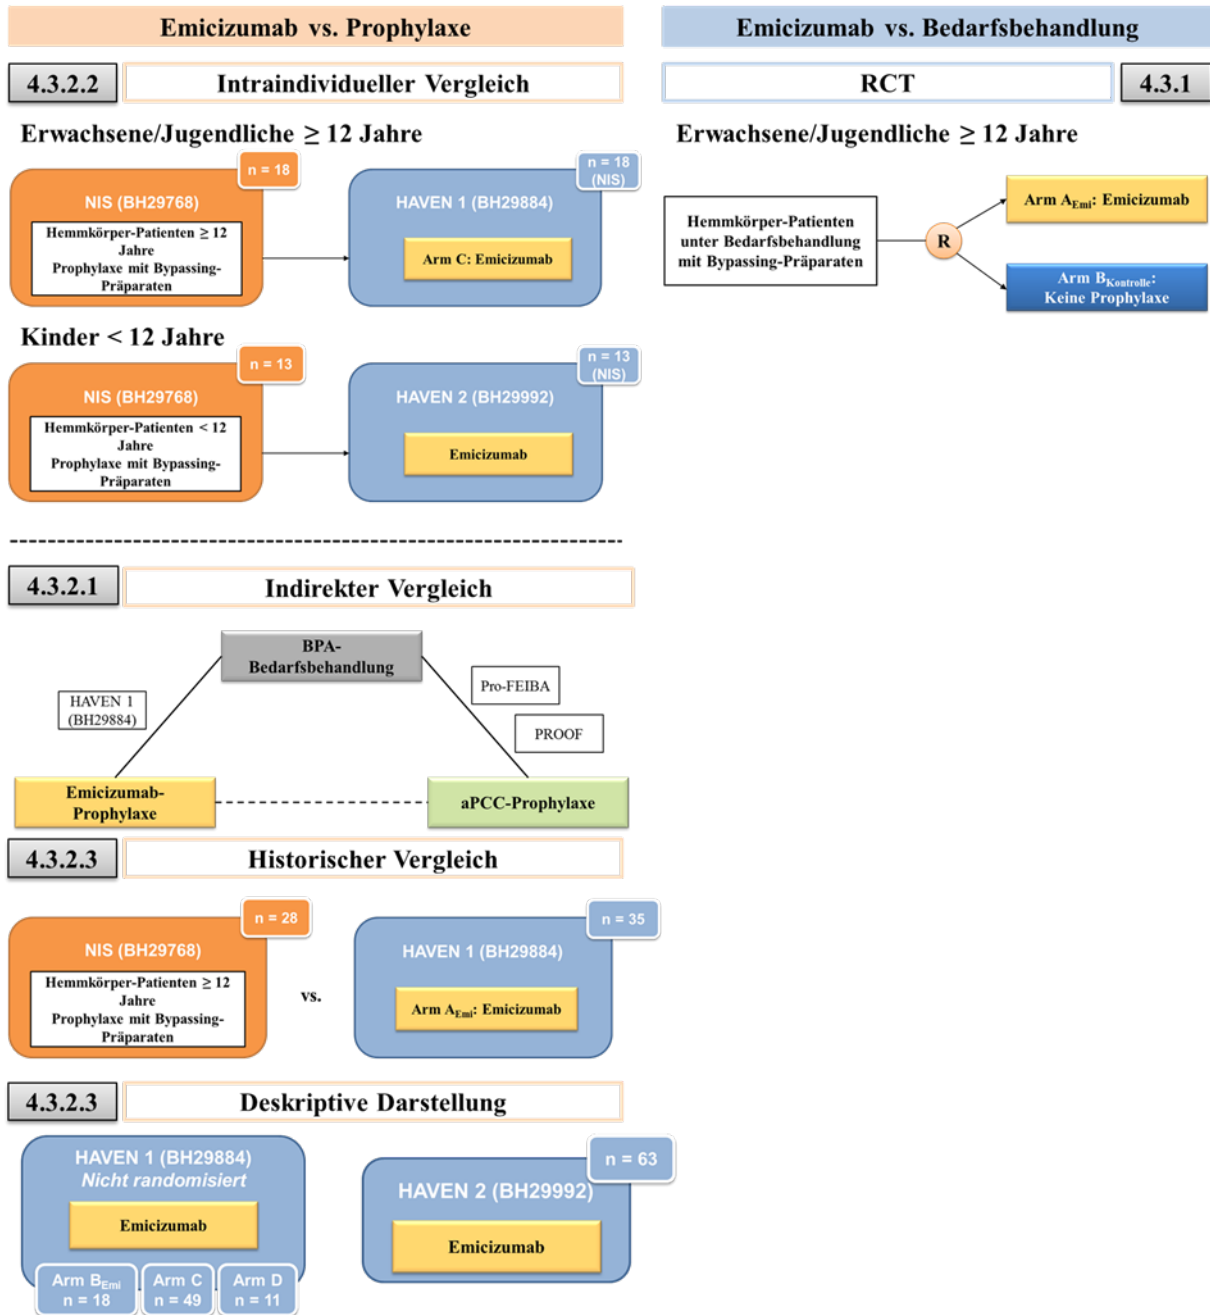 Emicizumab vs. Prophylaxe
4.3.2.2
Intraindividueller Vergleich
Erwachsene/Jugendliche ≥ 12 Jahre
n = 18
NIS (BH29768)
Hemmkörper-Patienten ≥ 12
Jahre
Prophylaxe mit Bypassing-
Präparaten
n = 18
(NIS)
HAVEN 1 (BH29884)
Arm C: Emicizumab
Kinder < 12 Jahre
n = 13
NIS (BH29768)
Hemmkörper-Patienten < 12
Jahre
Prophylaxe mit Bypassing-
Präparaten
n = 13
(NIS)
HAVEN 2 (BH29992)
Emicizumab
4.3.2.1
Indirekter Vergleich
BPA-
Bedarfsbehandlung
HAVEN 1
(BH29884)
Pro-FEIBA
PROOF
Emicizumab-
Prophylaxe
aPCC-Prophylaxe
4.3.2.3
Historischer Vergleich
n = 28
NIS (BH29768)
Hemmkörper-Patienten ≥ 12
Jahre
Prophylaxe mit Bypassing-
Präparaten
vs.
n = 35
HAVEN 1 (BH29884)
Arm AEmi: Emicizumab
4.3.2.3
Deskriptive Darstellung
HAVEN 1 (BH29884)
Nicht randomisiert
Emicizumab
Arm BEmi
n = 18
Arm C
n = 49
Arm D
n = 11
n = 63
HAVEN 2 (BH29992)
Emicizumab
Emicizumab vs. Bedarfsbehandlung
RCT
4.3.1
Erwachsene/Jugendliche ≥ 12 Jahre
Hemmkörper-Patienten
unter Bedarfsbehandlung
mit Bypassing-Präparaten
R
Arm AEmi: Emicizumab
Arm BKontrolle:
Keine Prophylaxe